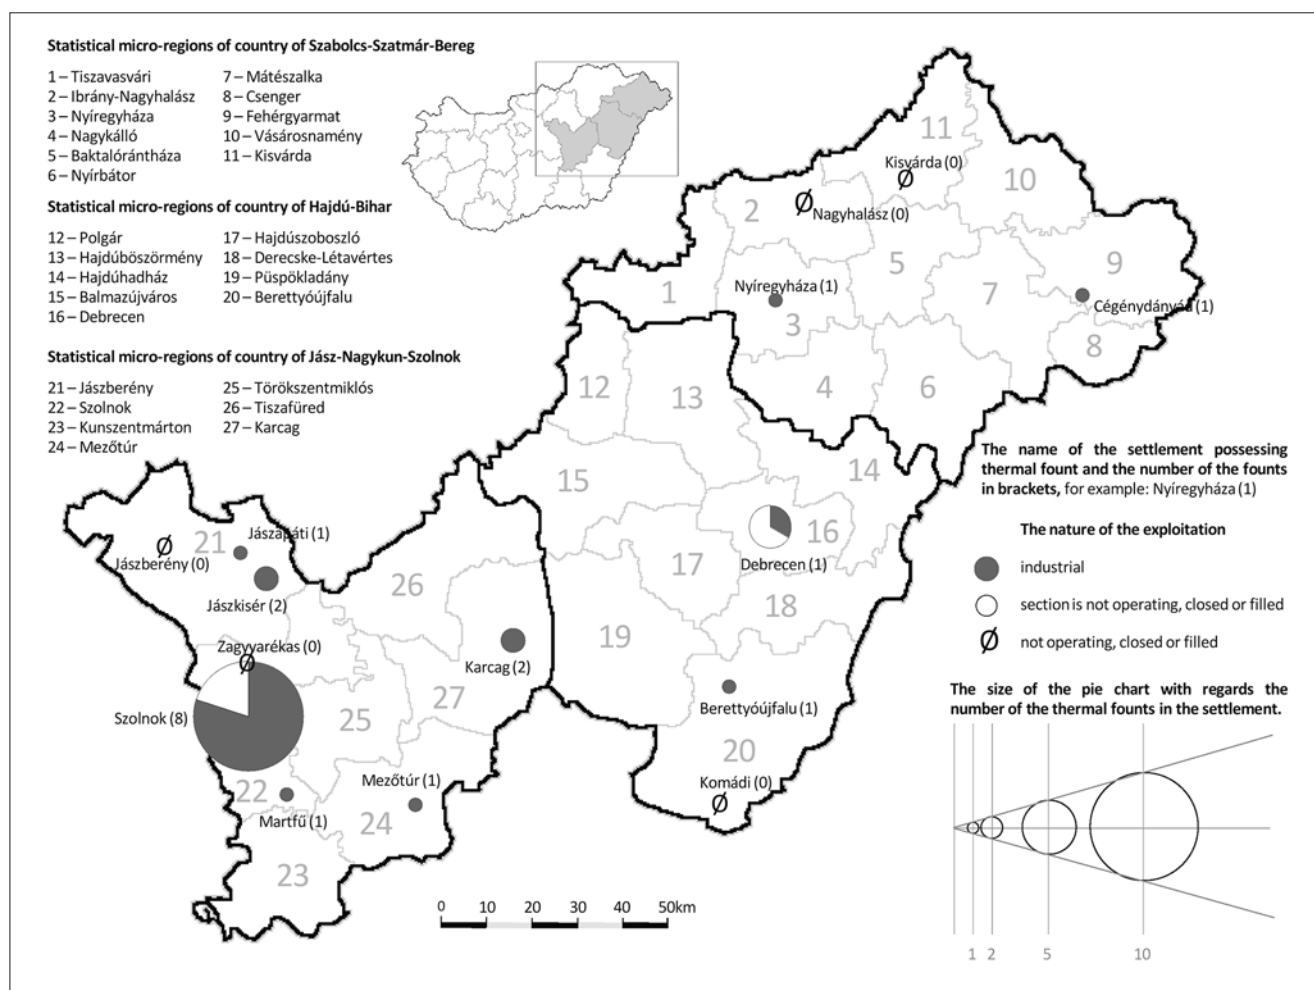 Statistical micro-regions of country of Szabolcs-Szatmár-Bereg
1 – Tiszavasvári
2 – Ibrány-Nagyhalász
3 – Nyíregyháza
4 – Nagykálló
5 – Baktalórántháza
6 – Nyírbátor
7 – Mátészalka
8 – Csenger
9 – Fehérgyarmat
10 – Vásárosnamény
11 – Kisvárda
Statistical micro-regions of country of Hajdú-Bihar
12 – Polgár
13 – Hajdúböszörmény
14 – Hajdúhadház
15 – Balmazújváros
16 – Debrecen
17 – Hajdúszoboszló
18 – Derecske-Létavértes
19 – Püspökladány
20 – Berettyóújfalu
Statistical micro-regions of country of Jász-Nagykun-Szolnok
21 – Jászberény
22 – Szolnok
23 – Kunszentmárton
24 – Mezőtúr
25 – Törökszentmiklós
26 – Tiszafüred
27 – Karcag
11
Kisvárda (0)
10
2
Nagyhalász (0)
5
9
Nyíregyháza (1)
1
7
Cégénydányád (1)
3
8
4
6
12
13
14
15
16
Debrecen (1)
17
18
19
Jászapáti (1)
21
Jászberény (0)
Jászkisér (2)
26
Zagyvarékas (0)
Karcag (2)
27
Szolnok (8)
25
Berettyóújfalu (1)
20
Komádi (0)
Mezőtúr (1)
22
Martfű (1)
24
23
The name of the settlement possessing
thermal fount and the number of the founts
in brackets, for example: Nyíregyháza (1)
The nature of the exploitation
industrial
section is not operating, closed or filled
not operating, closed or filled
The size of the pie chart with regards the
number of the thermal founts in the settlement.
1 2 5 10
0 10 20 30 40 50km